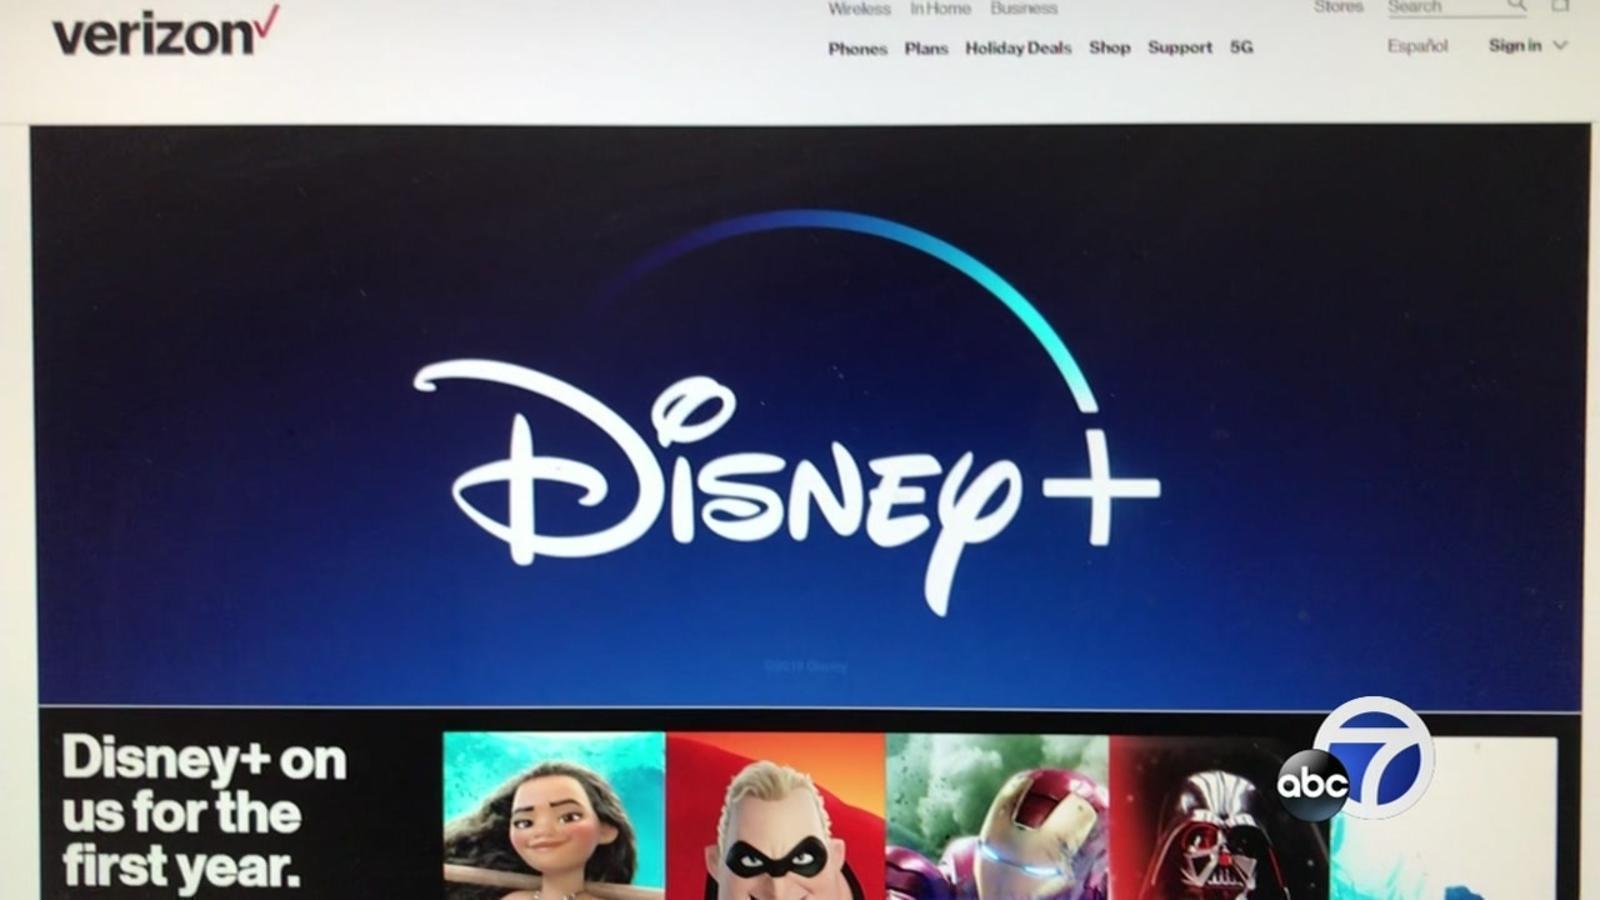 verizon
Wireless In Home Business
Stores Search
Phones Plans Holiday Deals Shop Support 5G
Español Sign in
Disney+
©2019 Disney
Disney+ on
us for the
first year.
abc 7